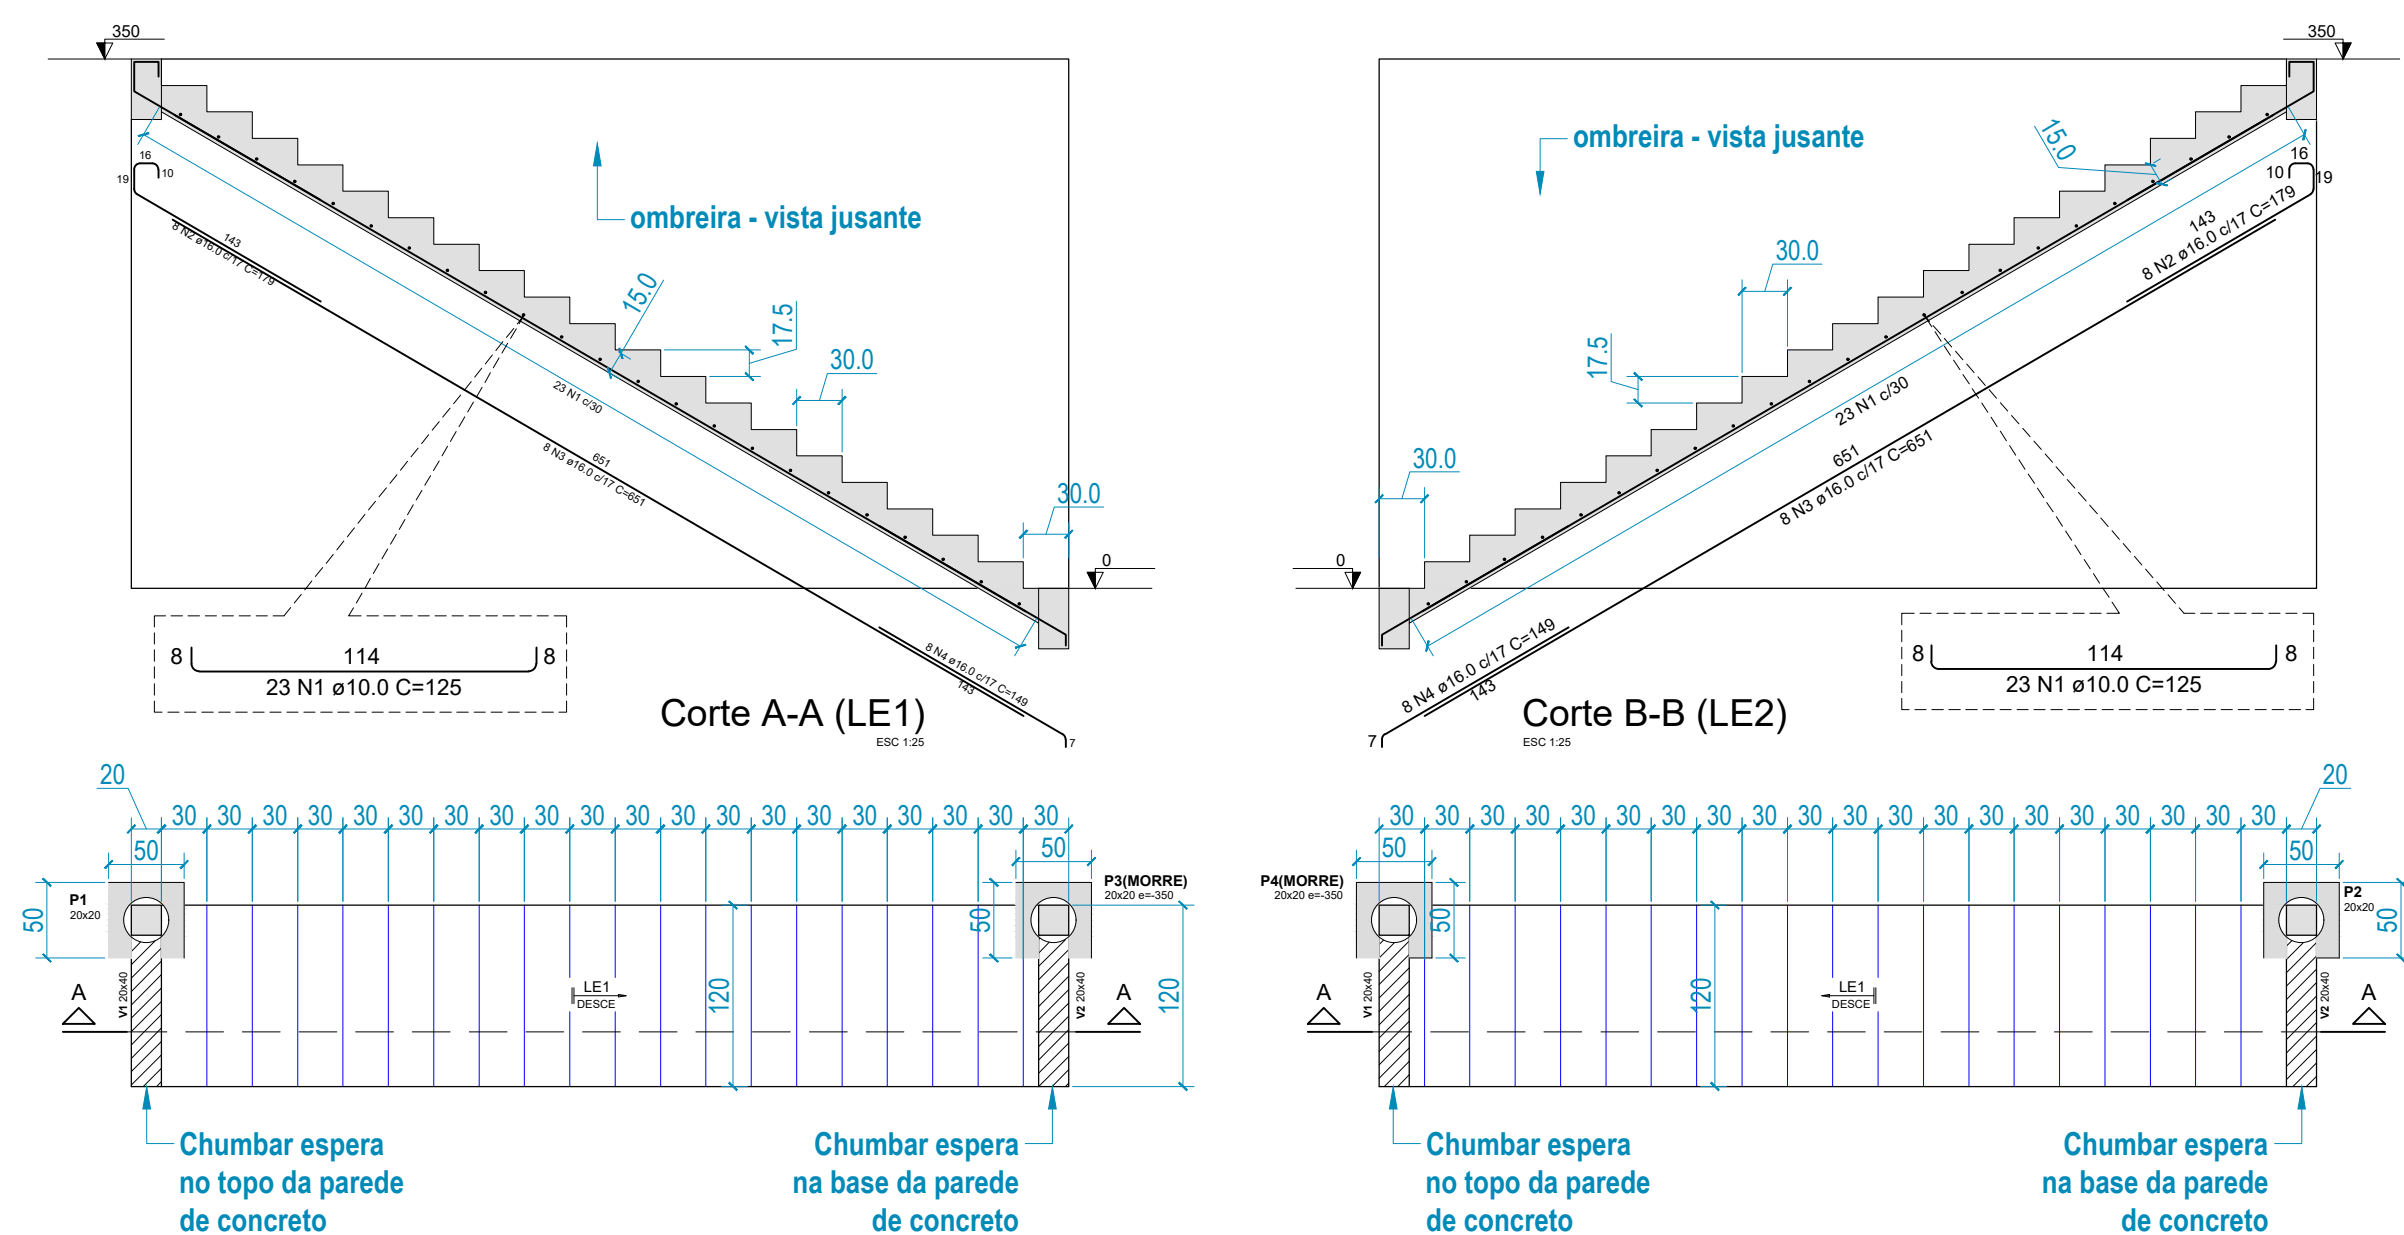 350
16
19
10
143
8 N2 ø16.0 c/17 C=179
ombreira - vista jusante
15.0
17.5
30.0
23 N1 c/30
651
8 N3 ø16.0 c/17 C=651
30.0
0
8
114
8
23 N1 ø10.0 C=125
8 N4 ø16.0 c/17 C=149
143
7
Corte A-A (LE1)
ESC 1:25
350
ombreira - vista jusante
15.0
16
10
19
143
8 N2 ø16.0 c/17 C=179
30.0
17.5
23 N1 c/30
651
8 N3 ø16.0 c/17 C=651
30.0
0
8
114
8
23 N1 ø10.0 C=125
8 N4 ø16.0 c/17 C=149
143
7
Corte B-B (LE2)
ESC 1:25
20
30 30 30 30 30 30 30 30 30 30 30 30 30 30 30 30 30 30 30 30
50
50
P1
20x20
50
50
P3(MORRE)
20x20 e=-350
V1 20x40
LE1
DESCE
120
V2 20x40
120
A
A
Chumbar espera
no topo da parede
de concreto
Chumbar espera
na base da parede
de concreto
30 30 30 30 30 30 30 30 30 30 30 30 30 30 30 30 30 30 30 30
20
50
50
P4(MORRE)
20x20 e=-350
50
50
P2
20x20
V1 20x40
120
LE1
DESCE
V2 20x40
A
A
Chumbar espera
no topo da parede
de concreto
Chumbar espera
na base da parede
de concreto